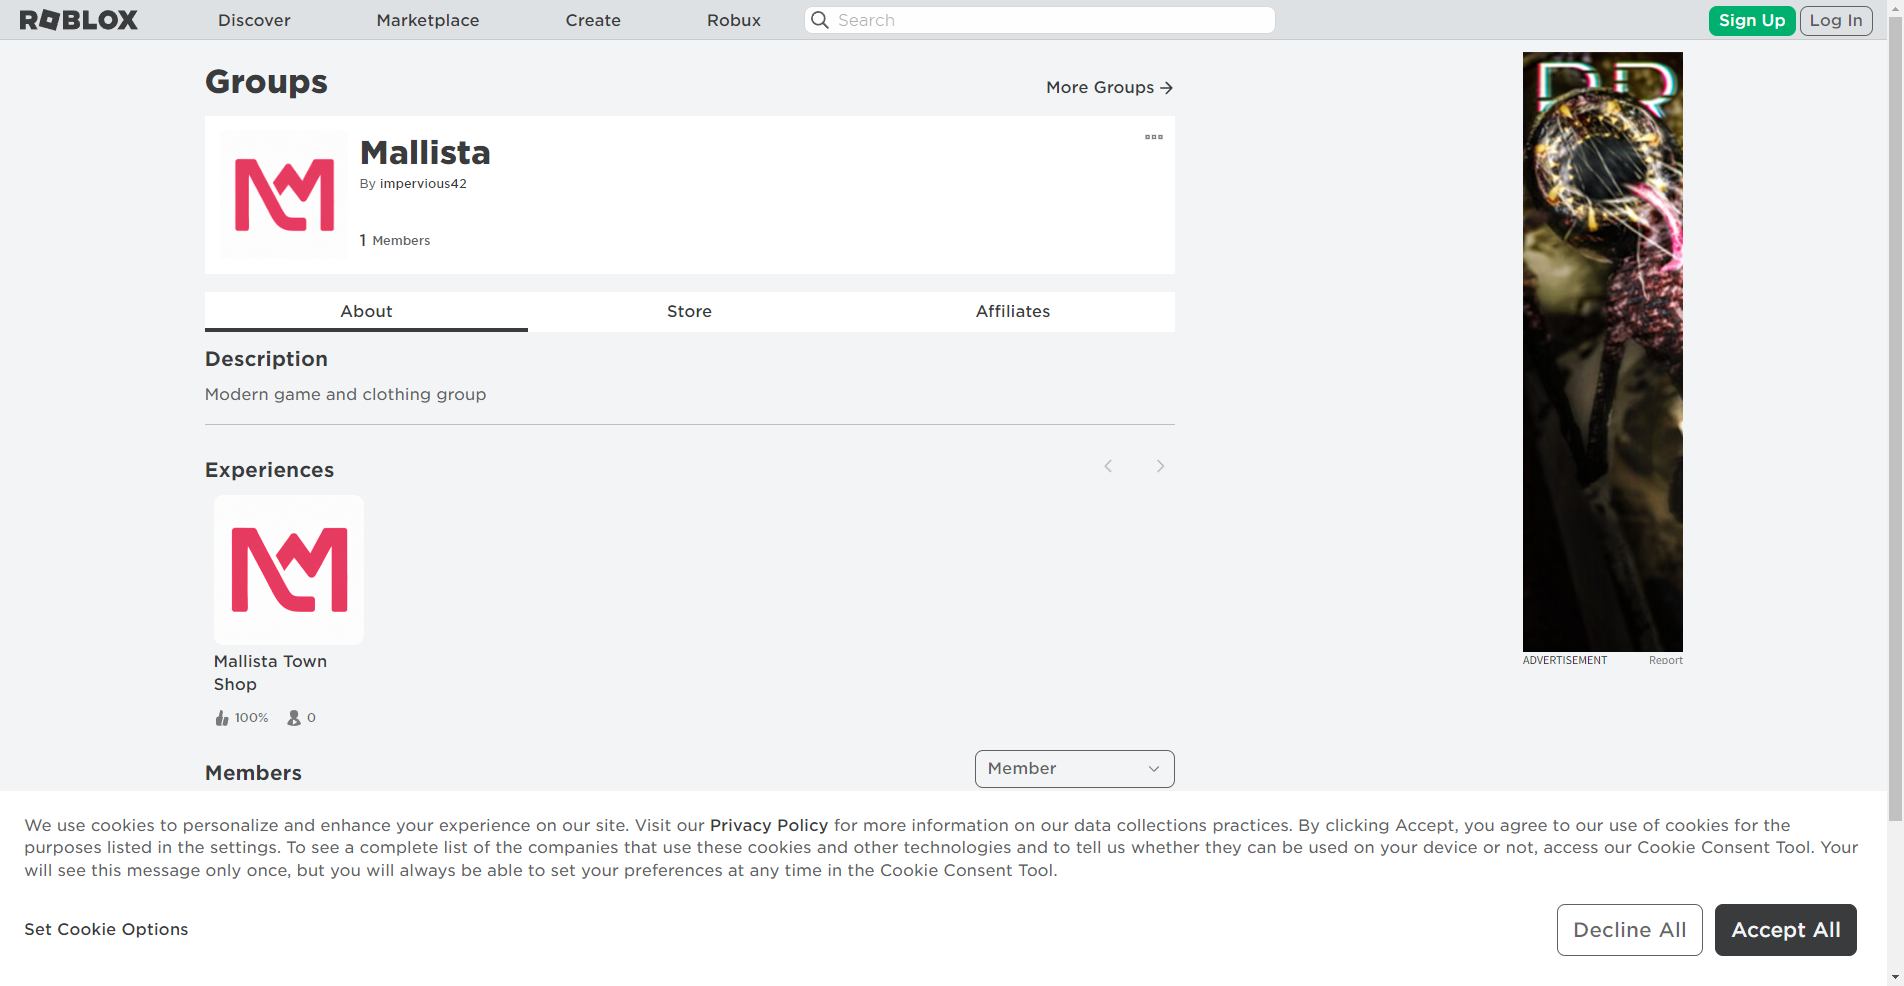 ROBLOX Discover Marketplace Create Robux Search Sign Up Log In
Groups
More Groups →
Mallista
By impervious42
1 Members
About Store Affiliates
Description
Modern game and clothing group
Experiences
Mallista Town
Shop
100% 0
ADVERTISEMENT Report
Members
Member
We use cookies to personalize and enhance your experience on our site. Visit our Privacy Policy for more information on our data collections practices. By clicking Accept, you agree to our use of cookies for the
purposes listed in the settings. To see a complete list of the companies that use these cookies and other technologies and to tell us whether they can be used on your device or not, access our Cookie Consent Tool. Your
will see this message only once, but you will always be able to set your preferences at any time in the Cookie Consent Tool.
Set Cookie Options
Decline All
Accept All